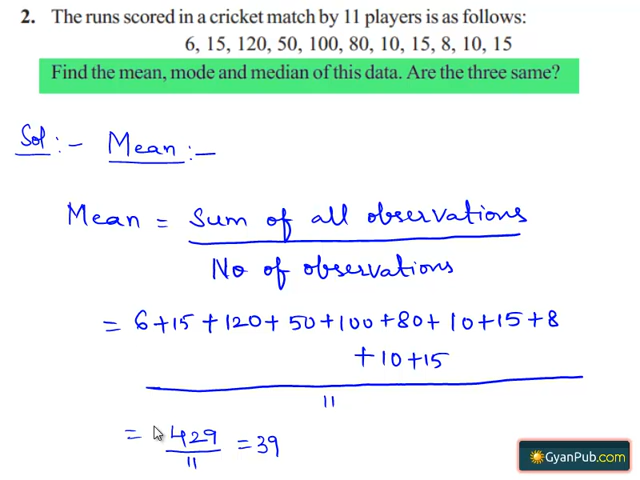 2. The runs scored in a cricket match by 11 players is as follows:
6, 15, 120, 50, 100, 80, 10, 15, 8, 10, 15
Find the mean, mode and median of this data. Are the three same?
Sol :- Mean :-
Mean = Sum of all observations
No of observations
= 6+15+120+50+100+80+10+15+8
+10+15
11
= 429 = 39
11
GyanPub.com